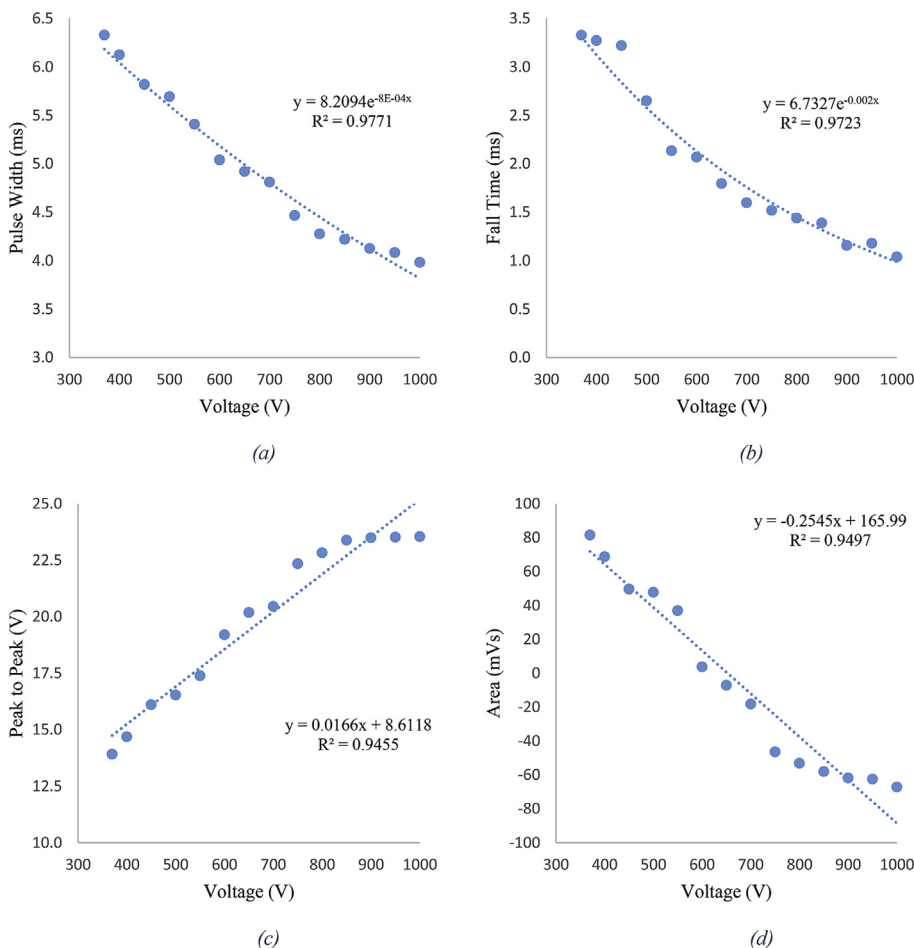 6.5
6.0
5.5
5.0
4.5
4.0
3.5
3.0
Pulse Width (ms)
y = 8.2094e-8E-04x
R² = 0.9771
300 400 500 600 700 800 900 1000
Voltage (V)
(a)
3.5
3.0
2.5
2.0
1.5
1.0
0.5
0.0
Fall Time (ms)
y = 6.7327e-0.002x
R² = 0.9723
300 400 500 600 700 800 900 1000
Voltage (V)
(b)
25.0
22.5
20.0
17.5
15.0
12.5
10.0
Peak to Peak (V)
y = 0.0166x + 8.6118
R² = 0.9455
300 400 500 600 700 800 900 1000
Voltage (V)
(c)
100
80
60
40
20
0
-20
-40
-60
-80
-100
Area (mVs)
y = -0.2545x + 165.99
R² = 0.9497
300 400 500 600 700 800 900 1000
Voltage (V)
(d)